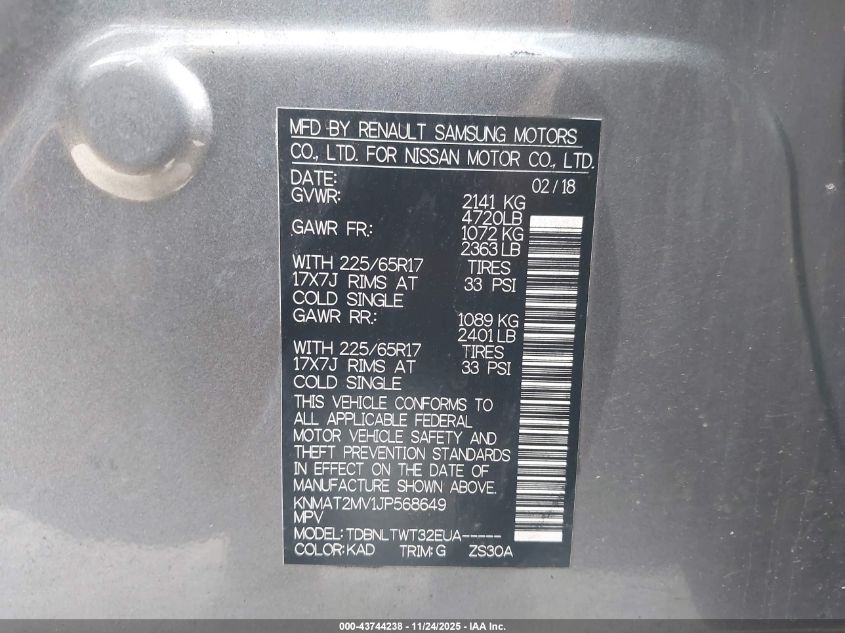 MFD BY RENAULT SAMSUNG MOTORS
CO., LTD. FOR NISSAN MOTOR CO., LTD.
DATE: 02/18
GVWR: 2141 KG
4720LB
GAWR FR.: 1072 KG
2363LB
WITH 225/65R17 TIRES
17X7J RIMS AT 33 PSI
COLD SINGLE
GAWR RR.: 1089 KG
2401LB
WITH 225/65R17 TIRES
17X7J RIMS AT 33 PSI
COLD SINGLE
THIS VEHICLE CONFORMS TO
ALL APPLICABLE FEDERAL
MOTOR VEHICLE SAFETY AND
THEFT PREVENTION STANDARDS
IN EFFECT ON THE DATE OF
MANUFACTURE SHOWN ABOVE.
KNMAT2MV1JP568649
MPV
MODEL: TDBNLTWT32EUA-----
COLOR: KAD TRIM: G ZS30A
000-43744238 - 11/24/2025 - IAA Inc.